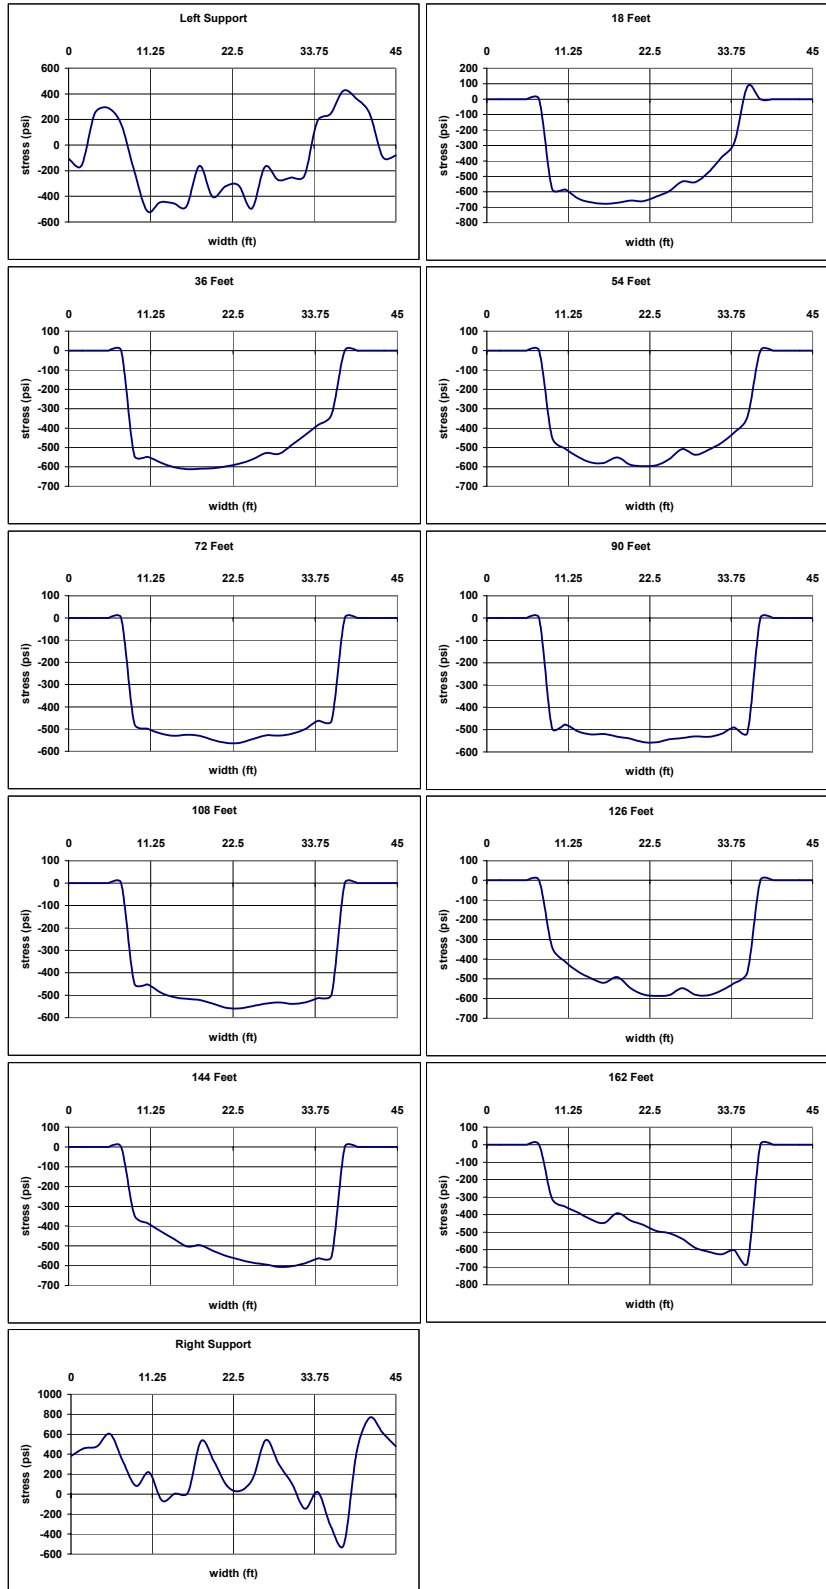 Left Support
0 11.25 22.5 33.75 45
600
400
200
0
-200
-400
-600
stress (psi)
width (ft)
18 Feet
0 11.25 22.5 33.75 45
200
100
0
-100
-200
-300
-400
-500
-600
-700
-800
stress (psi)
width (ft)
36 Feet
0 11.25 22.5 33.75 45
100
0
-100
-200
-300
-400
-500
-600
-700
stress (psi)
width (ft)
54 Feet
0 11.25 22.5 33.75 45
100
0
-100
-200
-300
-400
-500
-600
-700
stress (psi)
width (ft)
72 Feet
0 11.25 22.5 33.75 45
100
0
-100
-200
-300
-400
-500
-600
stress (psi)
width (ft)
90 Feet
0 11.25 22.5 33.75 45
100
0
-100
-200
-300
-400
-500
-600
stress (psi)
width (ft)
108 Feet
0 11.25 22.5 33.75 45
100
0
-100
-200
-300
-400
-500
-600
stress (psi)
width (ft)
126 Feet
0 11.25 22.5 33.75 45
100
0
-100
-200
-300
-400
-500
-600
-700
stress (psi)
width (ft)
144 Feet
0 11.25 22.5 33.75 45
100
0
-100
-200
-300
-400
-500
-600
-700
stress (psi)
width (ft)
162 Feet
0 11.25 22.5 33.75 45
100
0
-100
-200
-300
-400
-500
-600
-700
-800
stress (psi)
width (ft)
Right Support
0 11.25 22.5 33.75 45
1000
800
600
400
200
0
-200
-400
-600
stress (psi)
width (ft)